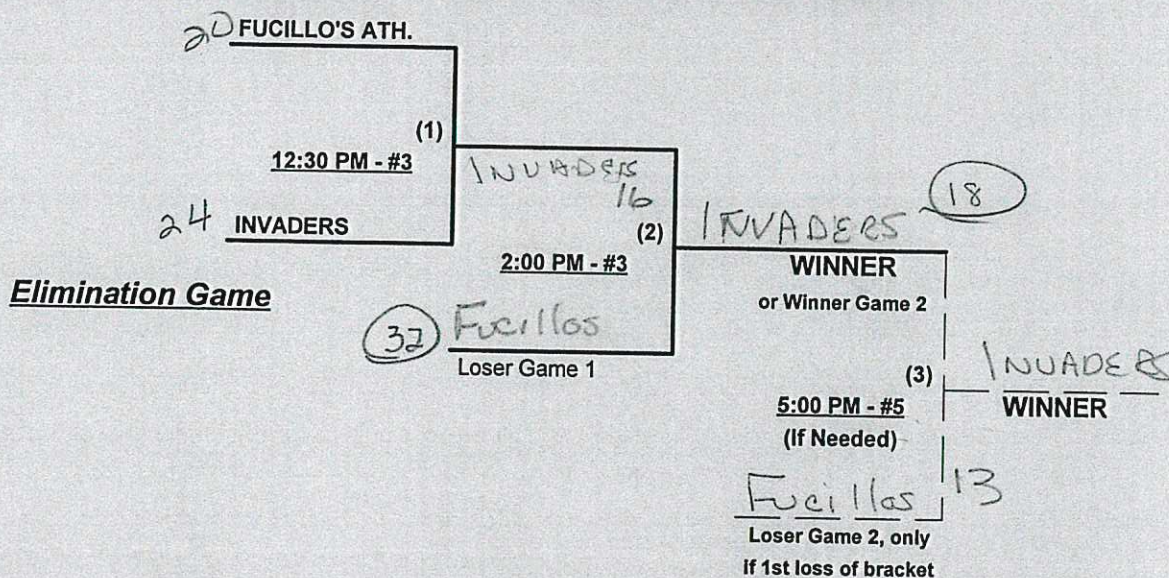 20 FUCILLO'S ATH.
(1)
12:30 PM - #3
24 INVADERS
Elimination Game
INVADERS
16
(2)
2:00 PM - #3
32 Fucillos
Loser Game 1
INVADERS 18
WINNER
or Winner Game 2
(3)
5:00 PM - #5
(If Needed)
INVADERS
WINNER
Fucillos 13
Loser Game 2, only
If 1st loss of bracket